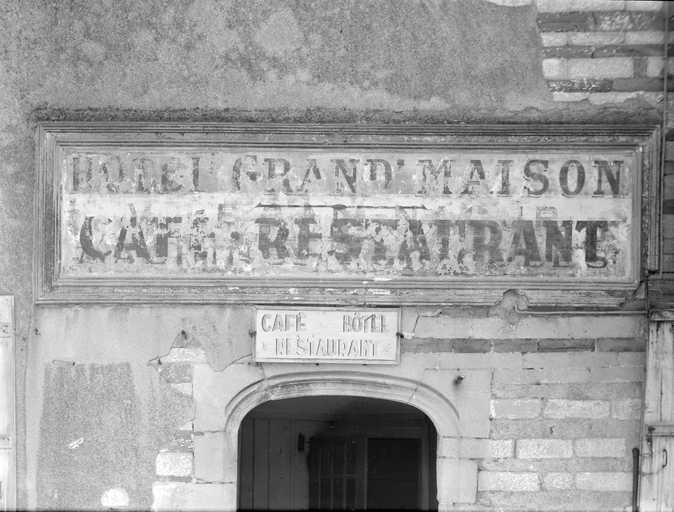 HOTEL GRAND' MAISON
CAFÉ RESTAURANT
CAFÉ HÔTEL
RESTAURANT